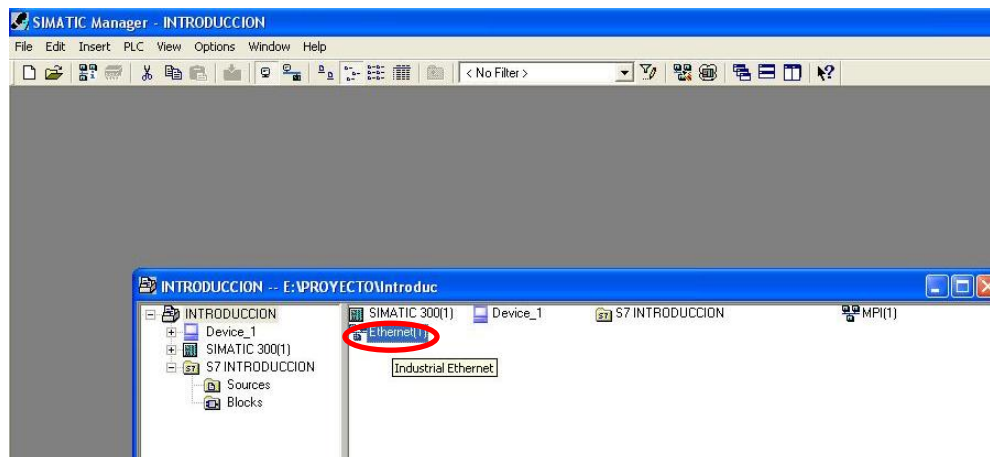 SIMATIC Manager - INTRODUCCION
File Edit Insert PLC View Options Window Help
< No Filter >
INTRODUCCION -- E:\PROYECTO\Introduc
INTRODUCCION
Device_1
SIMATIC 300(1)
S7 INTRODUCCION
Sources
Blocks
SIMATIC 300(1) Device_1 S7 INTRODUCCION MPI(1)
Ethernet(1)
Industrial Ethernet